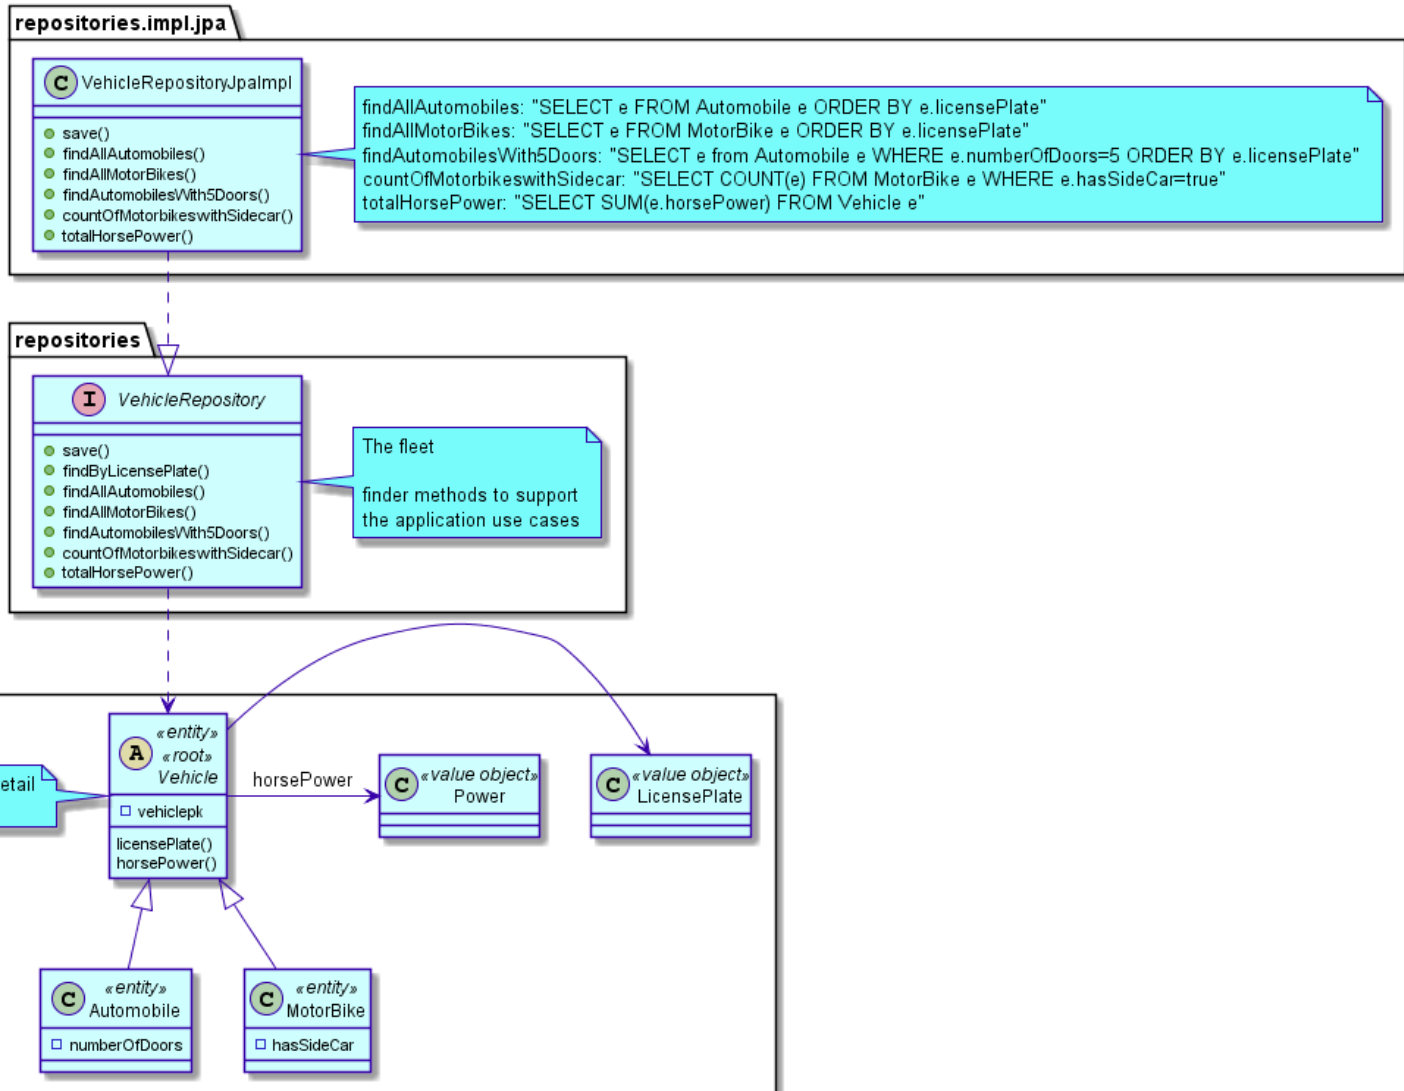 repositories.impl.jpa
C VehicleRepositoryJpaImpl
save()
findAllAutomobiles()
findAllMotorBikes()
findAutomobilesWith5Doors()
countOfMotorbikeswithSidecar()
totalHorsePower()
findAllAutomobiles: "SELECT e FROM Automobile e ORDER BY e.licensePlate"
findAllMotorBikes: "SELECT e FROM MotorBike e ORDER BY e.licensePlate"
findAutomobilesWith5Doors: "SELECT e from Automobile e WHERE e.numberOfDoors=5 ORDER BY e.licensePlate"
countOfMotorbikeswithSidecar: "SELECT COUNT(e) FROM MotorBike e WHERE e.hasSideCar=true"
totalHorsePower: "SELECT SUM(e.horsePower) FROM Vehicle e"
repositories
I VehicleRepository
save()
findByLicensePlate()
findAllAutomobiles()
findAllMotorBikes()
findAutomobilesWith5Doors()
countOfMotorbikeswithSidecar()
totalHorsePower()
The fleet
finder methods to support
the application use cases
etail
«entity»
A «root»
Vehicle
vehiclepk
licensePlate()
horsePower()
horsePower
«value object»
C Power
«value object»
C LicensePlate
«entity»
C Automobile
numberOfDoors
«entity»
C MotorBike
hasSideCar